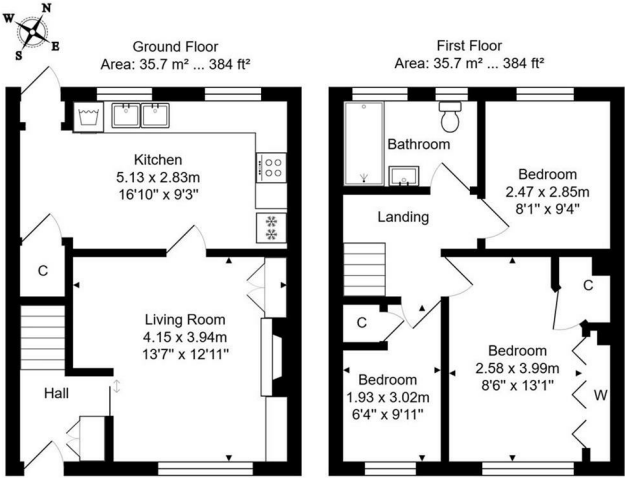 N
W
E
S
Ground Floor
Area: 35.7 m² ... 384 ft²
Kitchen
5.13 x 2.83m
16'10" x 9'3"
C
Living Room
4.15 x 3.94m
13'7" x 12'11"
Hall
First Floor
Area: 35.7 m² ... 384 ft²
Bathroom
Bedroom
2.47 x 2.85m
8'1" x 9'4"
Landing
C
C
Bedroom
2.58 x 3.99m
8'6" x 13'1"
W
Bedroom
1.93 x 3.02m
6'4" x 9'11"